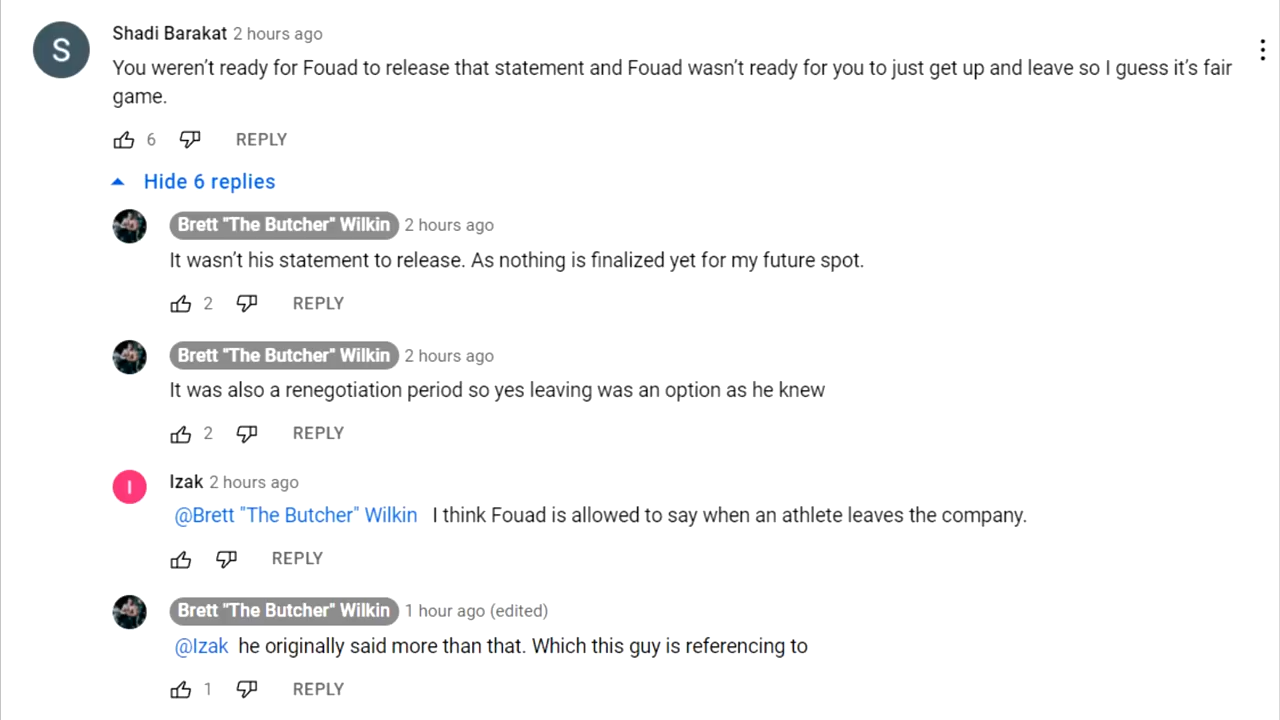 S
Shadi Barakat 2 hours ago
You weren’t ready for Fouad to release that statement and Fouad wasn’t ready for you to just get up and leave so I guess it’s fair
game.
6 REPLY
Hide 6 replies
Brett "The Butcher" Wilkin 2 hours ago
It wasn’t his statement to release. As nothing is finalized yet for my future spot.
2 REPLY
Brett "The Butcher" Wilkin 2 hours ago
It was also a renegotiation period so yes leaving was an option as he knew
2 REPLY
I
Izak 2 hours ago
@Brett "The Butcher" Wilkin I think Fouad is allowed to say when an athlete leaves the company.
REPLY
Brett "The Butcher" Wilkin 1 hour ago (edited)
@Izak he originally said more than that. Which this guy is referencing to
1 REPLY